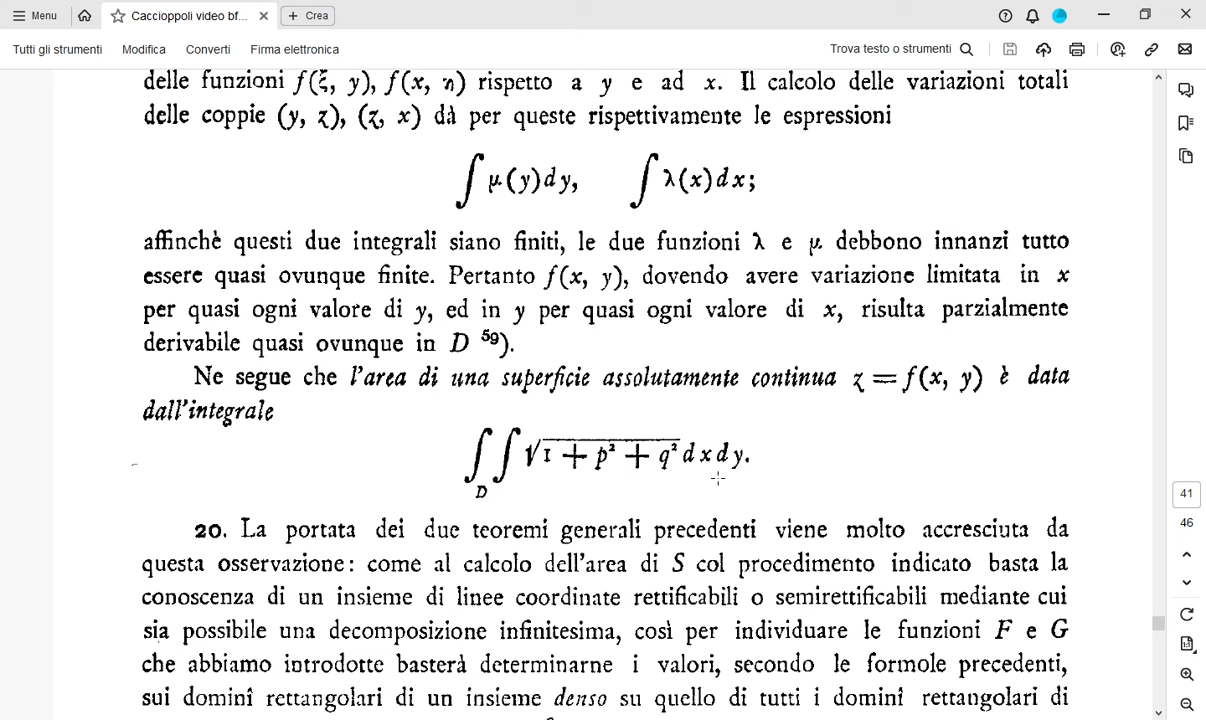 Menu
Caccioppoli video bf...
Crea
Tutti gli strumenti Modifica Converti Firma elettronica Trova testo o strumenti
delle funzioni f(ξ, y), f(x, η) rispetto a y e ad x. Il calcolo delle variazioni totali
delle coppie (y, z), (z, x) dà per queste rispettivamente le espressioni
∫ μ(y)dy, ∫ λ(x)dx;
affinchè questi due integrali siano finiti, le due funzioni λ e μ debbono innanzi tutto
essere quasi ovunque finite. Pertanto f(x, y), dovendo avere variazione limitata in x
per quasi ogni valore di y, ed in y per quasi ogni valore di x, risulta parzialmente
derivabile quasi ovunque in D ⁵⁹).
Ne segue che l'area di una superficie assolutamente continua z = f(x, y) è data
dall'integrale
∫∫ √1 + p² + q² dx dy.
D
20. La portata dei due teoremi generali precedenti viene molto accresciuta da
questa osservazione: come al calcolo dell'area di S col procedimento indicato basta la
conoscenza di un insieme di linee coordinate rettificabili o semirettificabili mediante cui
sia possibile una decomposizione infinitesima, così per individuare le funzioni F e G
che abbiamo introdotte basterà determinarne i valori, secondo le formole precedenti,
sui dominî rettangolari di un insieme denso su quello di tutti i dominî rettangolari di
41
46